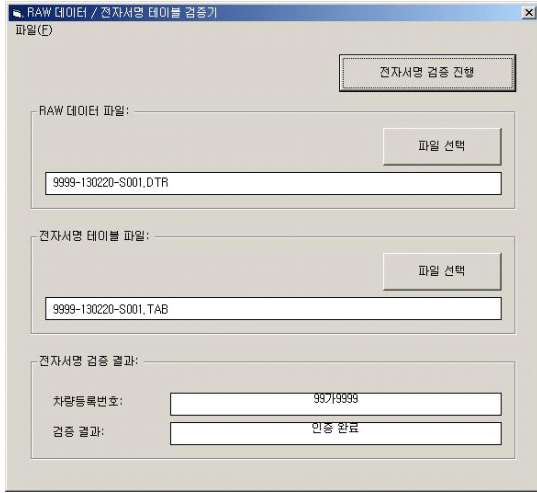 RAW 데이터 / 전자서명 테이블 검증기
파일(F)
전자서명 검증 진행
RAW 데이터 파일:
파일 선택
9999-130220-S001.DTR
전자서명 테이블 파일:
파일 선택
9999-130220-S001.TAB
전자서명 검증 결과:
차량등록번호: 99가9999
검증 결과: 인증 완료